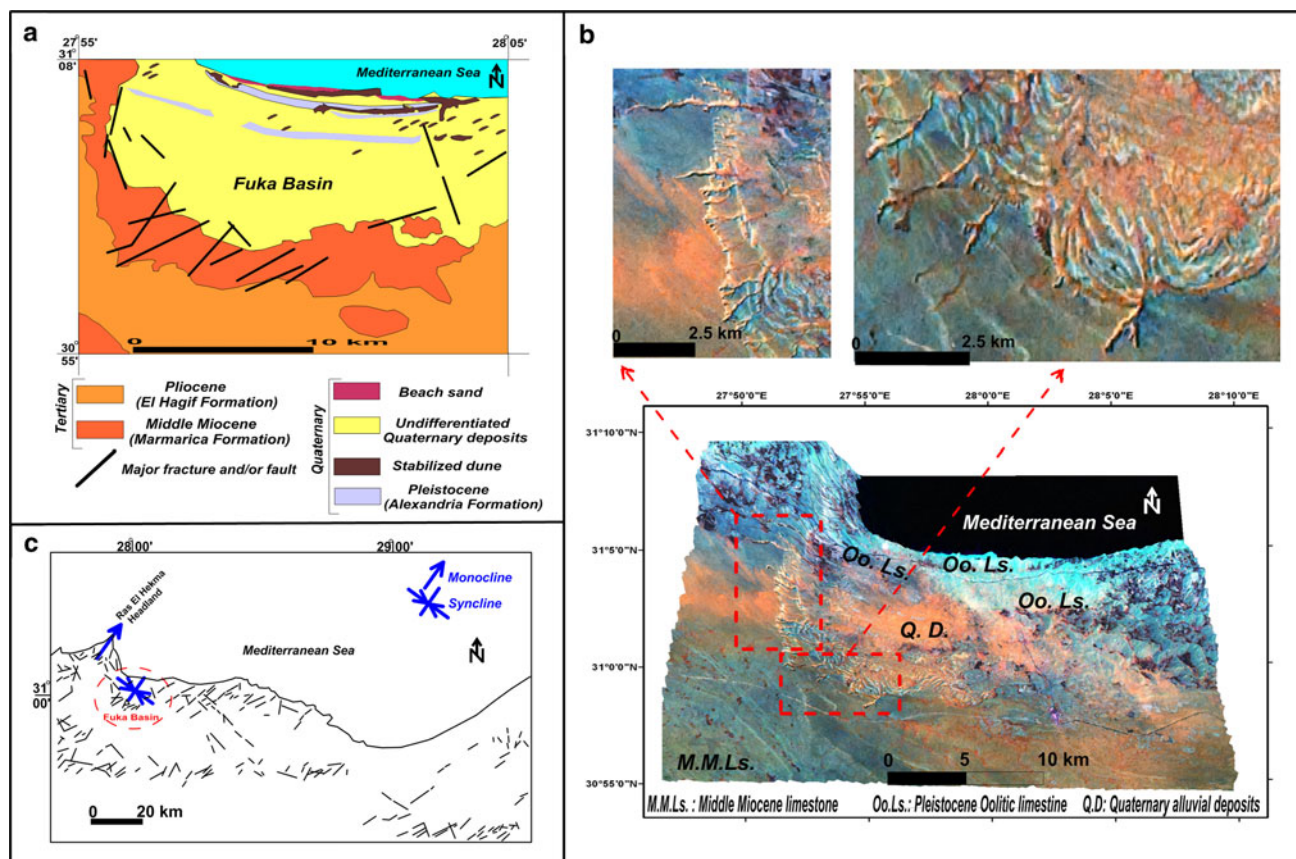 a
27° 55'
28° 05'
31° 08'
Mediterranean Sea
N
Fuka Basin
0 10 km
30 55'
Tertiary
Pliocene
(El Hagif Formation)
Middle Miocene
(Marmarica Formation)
Major fracture and/or fault
Quaternary
Beach sand
Undifferentiated
Quaternary deposits
Stabilized dune
Pleistocene
(Alexandria Formation)
b
0 2.5 km
0 2.5 km
27°50'0"E 27°55'0"E 28°0'0"E 28°5'0"E 28°10'0"E
31°10'0"N
31°5'0"N
31°0'0"N
30°55'0"N
N
Mediterranean Sea
Oo. Ls.
Oo. Ls.
Oo. Ls.
Q. D.
M.M.Ls.
0 5 10 km
M.M.Ls. : Middle Miocene limestone Oo.Ls.: Pleistocene Oolitic limestine Q.D: Quaternary alluvial deposits
c
28°00'
29°00'
Ras El Hekma
Headland
Monocline
Syncline
N
Mediterranean Sea
31° 00'
Fuka Basin
0 20 km